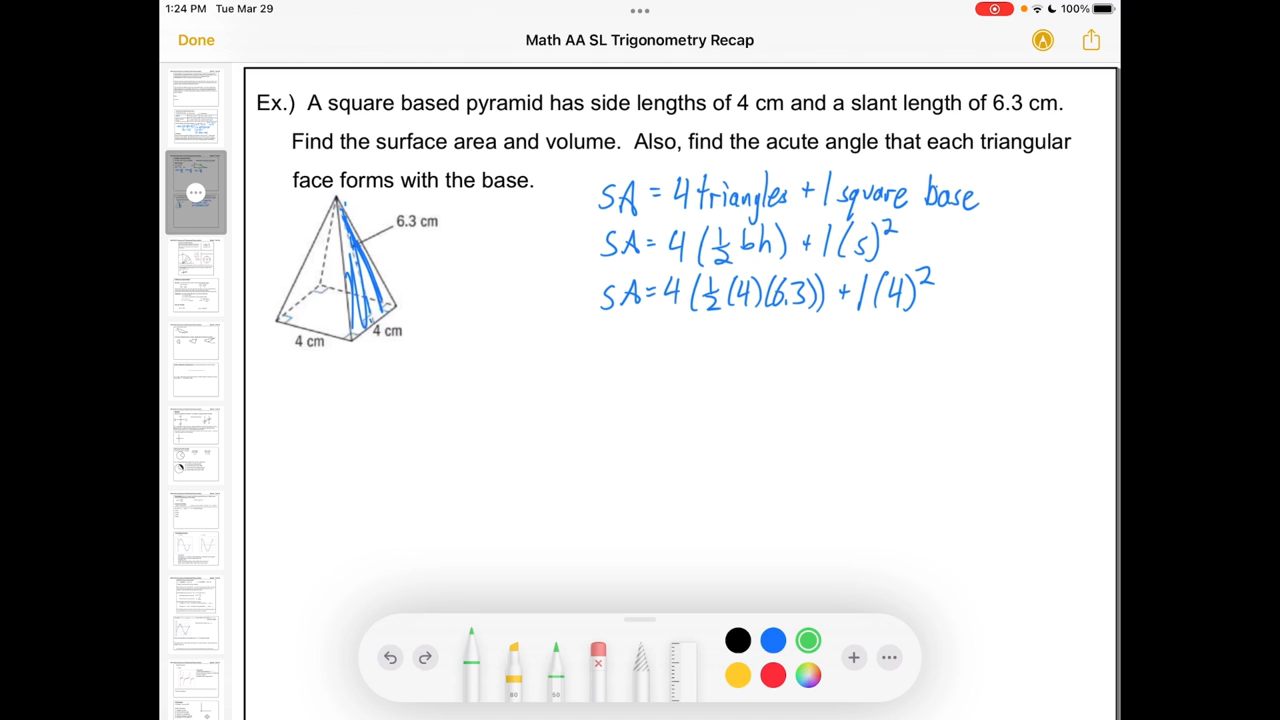 1:24 PM Tue Mar 29
100%
Done
Math AA SL Trigonometry Recap
Ex.) A square based pyramid has side lengths of 4 cm and a slant length of 6.3 cm.
Find the surface area and volume. Also, find the acute angle that each triangular
face forms with the base.
SA = 4 triangles + 1 square base
6.3 cm
SA = 4 (½ bh) + 1(s)²
SA = 4 (½ (4)(6.3)) + 1(4)²
4 cm
4 cm
80
50